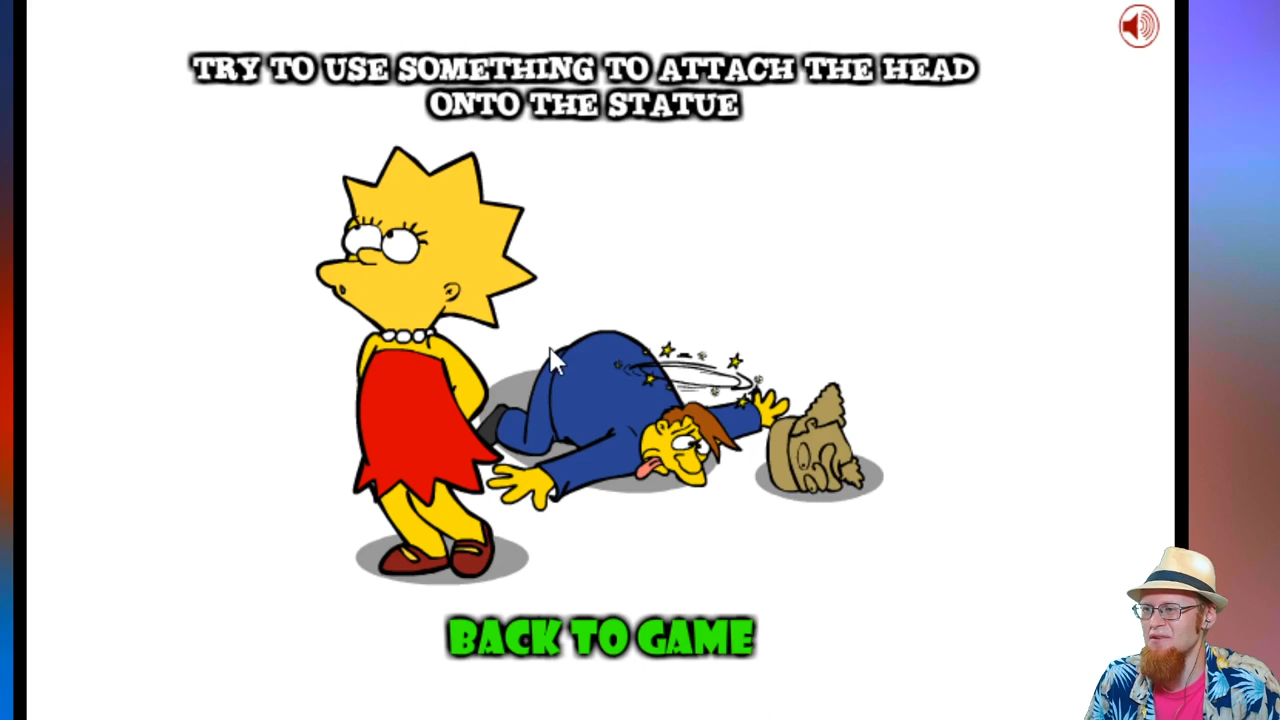 TRY TO USE SOMETHING TO ATTACH THE HEAD
ONTO THE STATUE
BACK TO GAME